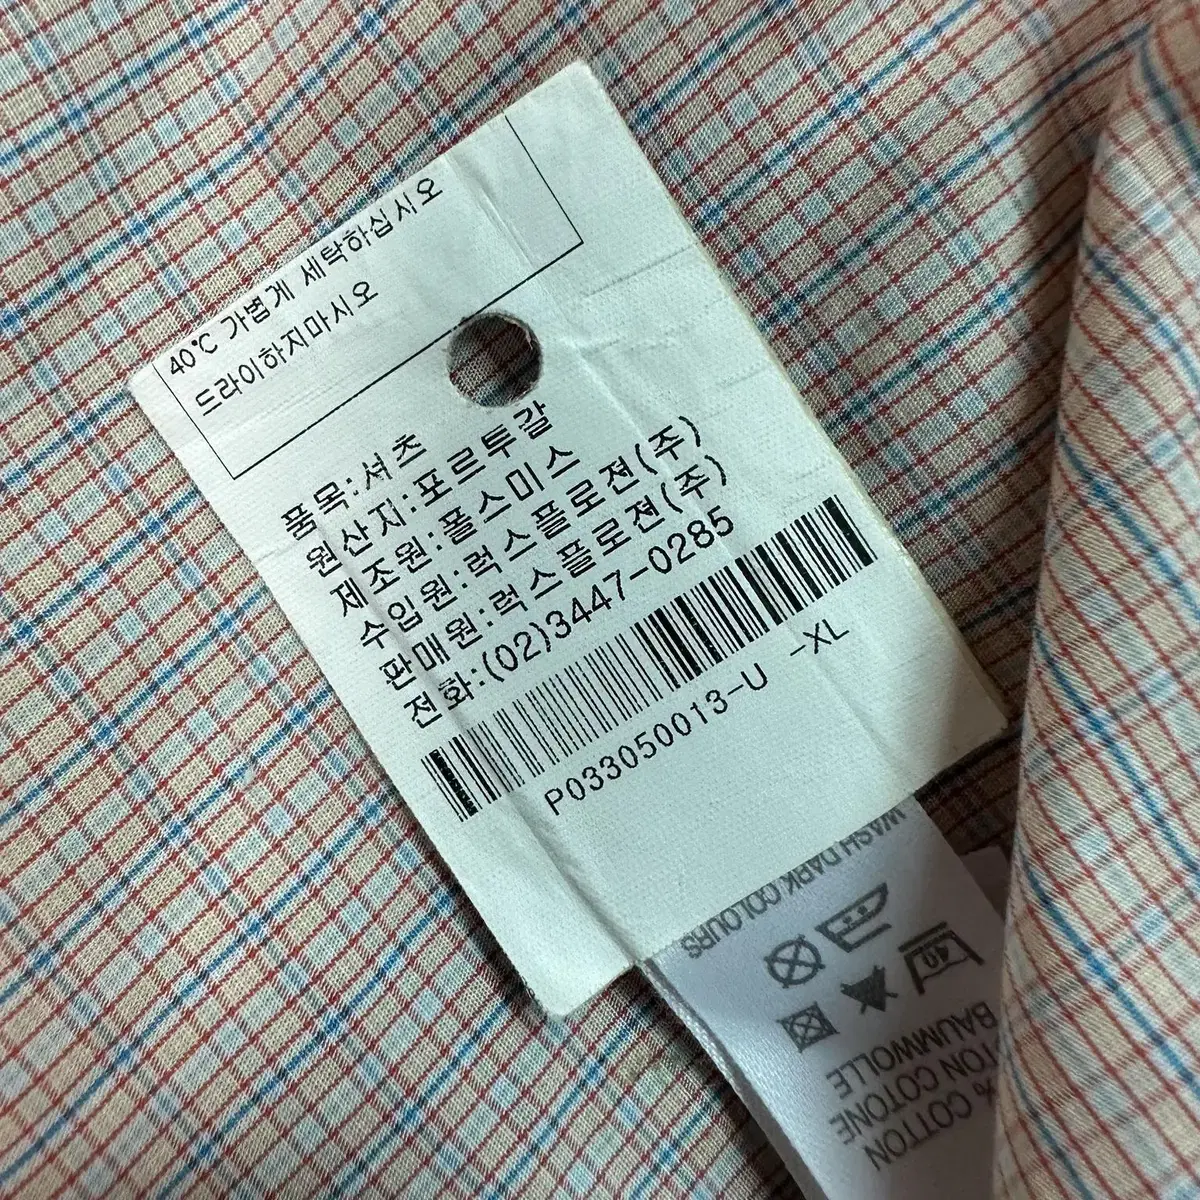 40℃ 가볍게 세탁하십시오
드라이하지마시오
품목:셔츠
원산지:포르투갈
제조원:폴스미스
수입원:럭스플로젼(주)
판매원:럭스플로젼(주)
전화:(02)3447-0285
P033050013-U -XL
WASH DARK COLOURS
40
BAUMWOLLE
COTONE
% COTTON